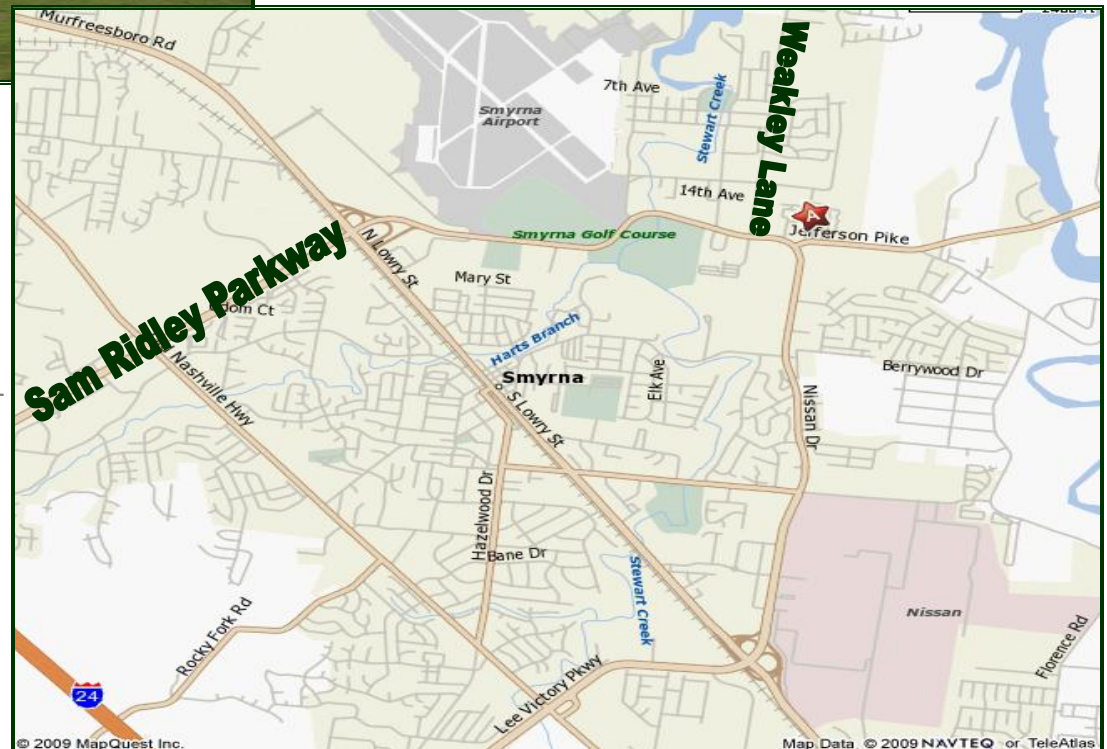 Murfreesboro Rd
7th Ave
Smyrna
Airport
Stewart Creek
Weakley Lane
14th Ave
A
Jefferson Pike
Smyrna Golf Course
N Lowry St
Sam Ridley Parkway
Mary St
Harts Branch
Nashville Hwy
Smyrna
Elk Ave
Berrywood Dr
S Lowry St
Nissan Dr
Hazelwood Dr
Bane Dr
Stewart Creek
Nissan
Rocky Fork Rd
Florence Rd
Lee Victory Pkwy
24
© 2009 MapQuest Inc.
Map Data © 2009 NAVTEQ or TeleAtlas